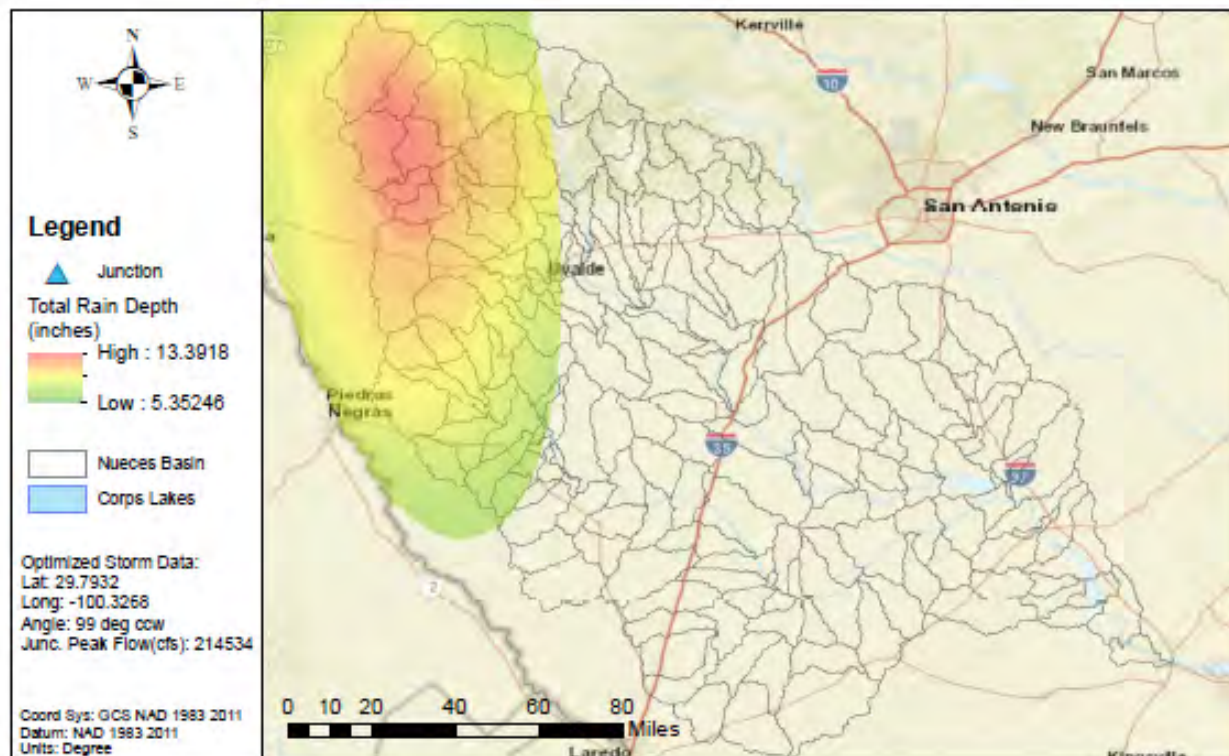 N
W E
S
Legend
Junction
Total Rain Depth
(inches)
High : 13.3918
Low : 5.35246
Nueces Basin
Corps Lakes
Optimized Storm Data:
Lat: 29.7932
Long: -100.3268
Angle: 99 deg ccw
Junc. Peak Flow(cfs): 214534
Coord Sys: GCS NAD 1983 2011
Datum: NAD 1983 2011
Units: Degree
Kerrville
10
San Marcos
New Braunfels
San Antonio
Uvalde
Piedras
Negras
35
37
2
0 10 20 40 60 80
Miles
Laredo